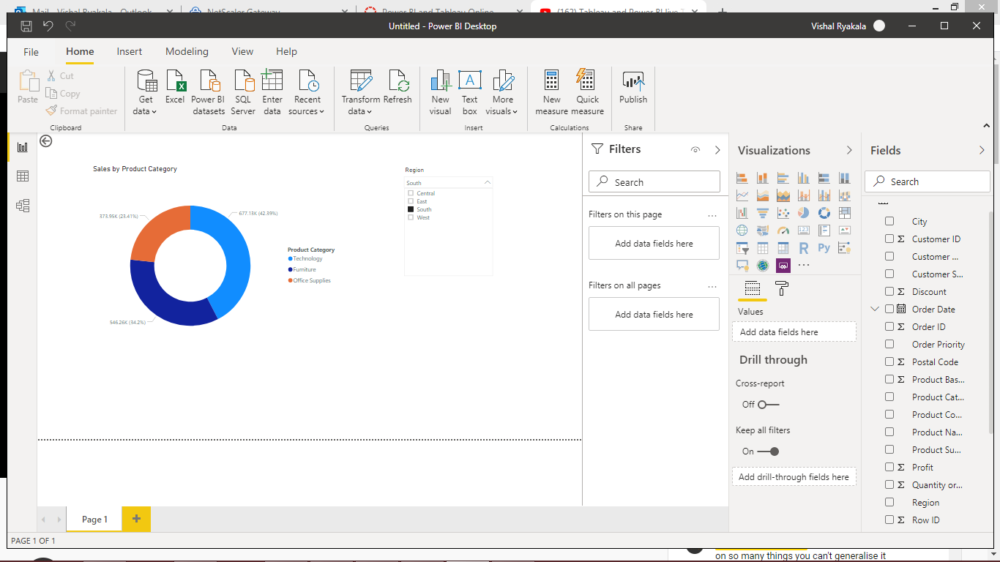 Mail - Vishal Ryakala - Outlook
NetScaler Gateway
Power BI and Tableau Online
(162) Tableau and Power BI live
Untitled - Power BI Desktop
Vishal Ryakala
File Home Insert Modeling View Help
Paste
Cut
Copy
Format painter
Clipboard
Get data
Excel
Power BI datasets
SQL Server
Enter data
Recent sources
Data
Transform data
Refresh
Queries
New visual
Text box
More visuals
Insert
New measure
Quick measure
Calculations
Publish
Share
Sales by Product Category
373.95K (23.41%)
677.13K (42.39%)
546.26K (34.2%)
Product Category
Technology
Furniture
Office Supplies
Region
South
Central
East
South
West
Filters
Search
Filters on this page
...
Add data fields here
Filters on all pages
...
Add data fields here
Visualizations
R
Py
123
...
Values
Add data fields here
Drill through
Cross-report
Off
Keep all filters
On
Add drill-through fields here
Fields
Search
City
Σ Customer ID
Customer ...
Customer S...
Σ Discount
Order Date
Σ Order ID
Order Priority
Σ Postal Code
Σ Product Bas...
Product Cat...
Product Co...
Product Na...
Product Su...
Σ Profit
Σ Quantity or...
Region
Σ Row ID
Page 1
+
PAGE 1 OF 1
on so many things you can't generalise it